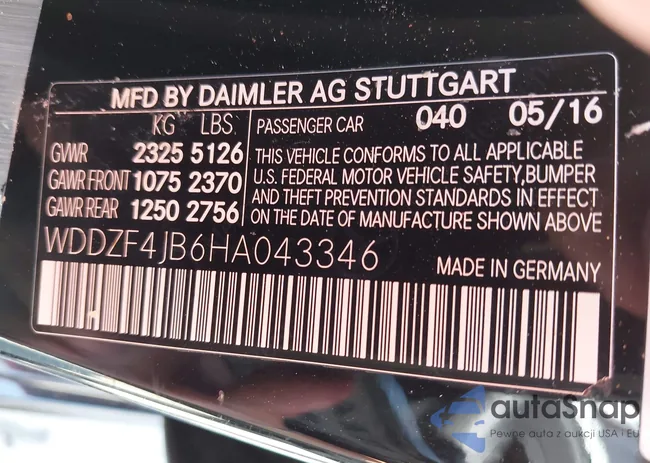 MFD BY DAIMLER AG STUTTGART
KG LBS
GVWR 2325 5126
GAWR FRONT 1075 2370
GAWR REAR 1250 2756
PASSENGER CAR 040 05/16
THIS VEHICLE CONFORMS TO ALL APPLICABLE
U.S. FEDERAL MOTOR VEHICLE SAFETY,BUMPER
AND THEFT PREVENTION STANDARDS IN EFFECT
ON THE DATE OF MANUFACTURE SHOWN ABOVE
WDDZF4JB6HA043346
MADE IN GERMANY
autaSnap
Pewne auta z aukcji USA i EU